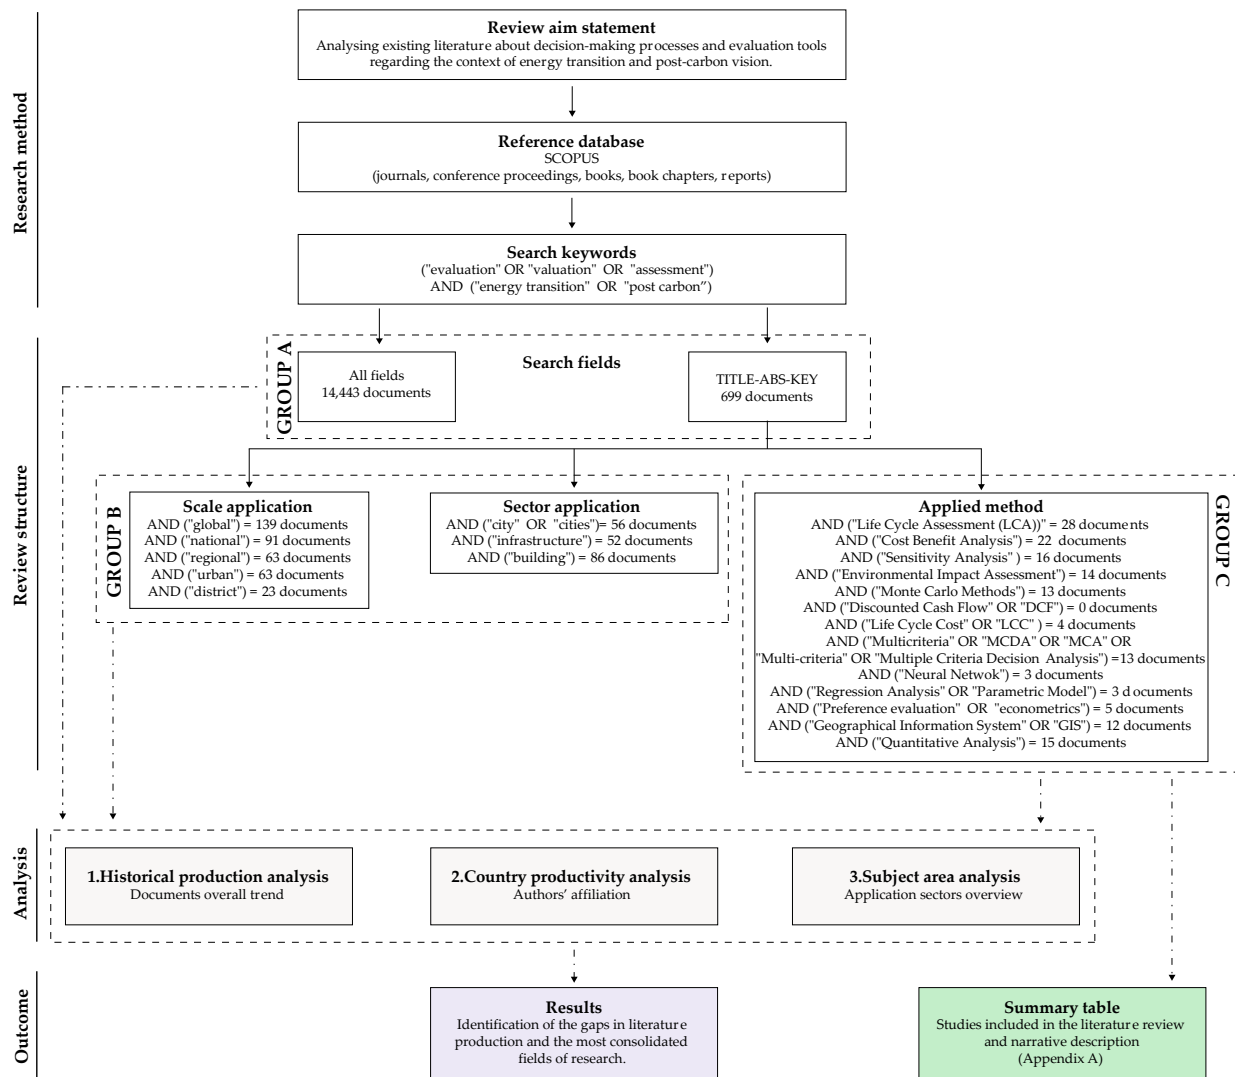 Research method
Review aim statement
Analysing existing literature about decision-making processes and evaluation tools
regarding the context of energy transition and post-carbon vision.
Reference database
SCOPUS
(journals, conference proceedings, books, book chapters, reports)
Search keywords
("evaluation" OR "valuation" OR "assessment")
AND ("energy transition" OR "post carbon”)
Review structure
GROUP A
Search fields
All fields
14,443 documents
TITLE-ABS-KEY
699 documents
GROUP B
Scale application
AND ("global") = 139 documents
AND ("national") = 91 documents
AND ("regional") = 63 documents
AND ("urban") = 63 documents
AND ("district") = 23 documents
Sector application
AND ("city" OR "cities")= 56 documents
AND ("infrastructure") = 52 documents
AND ("building") = 86 documents
GROUP C
Applied method
AND ("Life Cycle Assessment (LCA))" = 28 documents
AND ("Cost Benefit Analysis") = 22 documents
AND ("Sensitivity Analysis" ) = 16 documents
AND ("Environmental Impact Assessment") = 14 documents
AND ("Monte Carlo Methods") = 13 documents
AND ("Discounted Cash Flow" OR "DCF") = 0 documents
AND ("Life Cycle Cost" OR "LCC" ) = 4 documents
AND ("Multicriteria" OR "MCDA" OR "MCA" OR
"Multi-criteria" OR "Multiple Criteria Decision Analysis") =13 documents
AND ("Neural Netwok") = 3 documents
AND ("Regression Analysis" OR "Parametric Model") = 3 documents
AND ("Preference evaluation" OR "econometrics") = 5 documents
AND ("Geographical Information System" OR "GIS") = 12 documents
AND ("Quantitative Analysis") = 15 documents
Analysis
1.Historical production analysis
Documents overall trend
2.Country productivity analysis
Authors’ affiliation
3.Subject area analysis
Application sectors overview
Outcome
Results
Identification of the gaps in literature
production and the most consolidated
fields of research.
Summary table
Studies included in the literature review
and narrative description
(Appendix A)